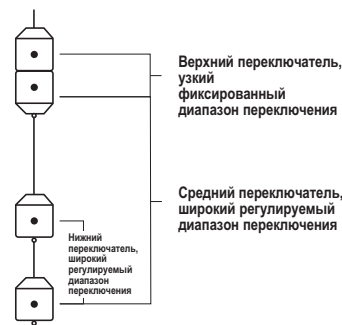 Верхний переключатель,
узкий
фиксированный
диапазон переключения
Средний переключатель,
широкий регулируемый
диапазон переключения
Нижний
переключатель,
широкий
регулируемый
диапазон
переключения